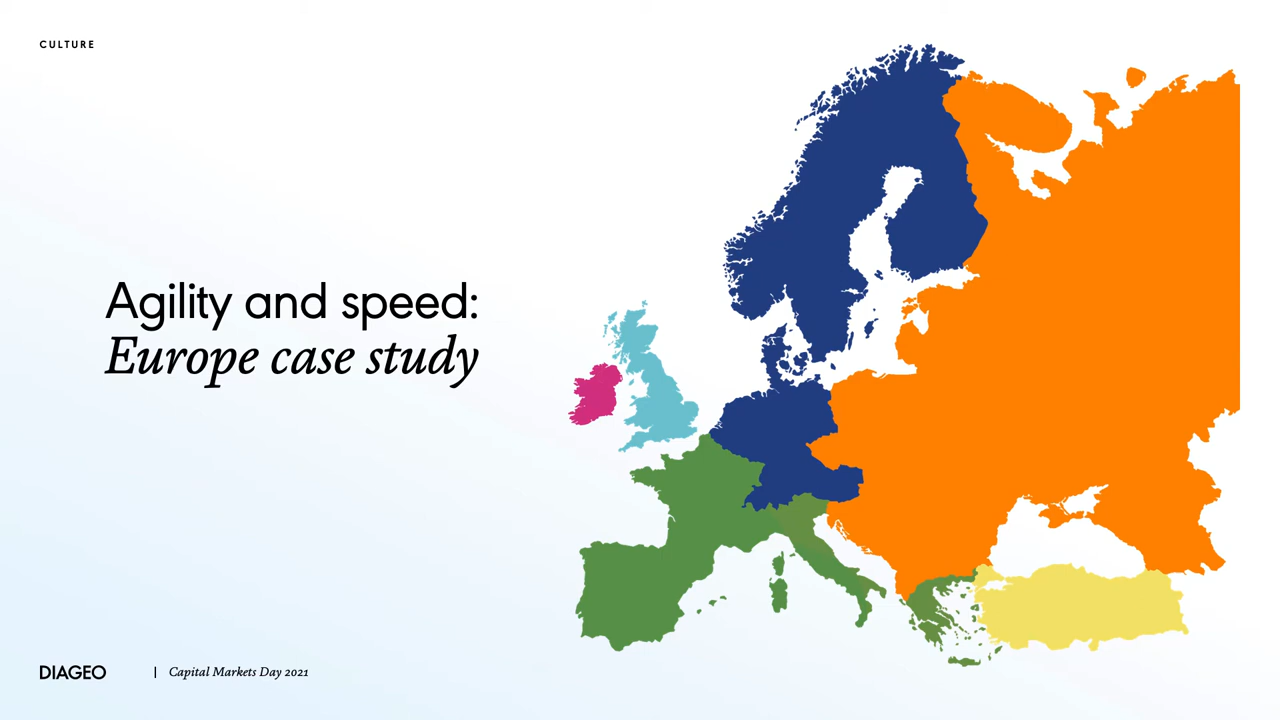 CULTURE
Agility and speed:
Europe case study
DIAGEO | Capital Markets Day 2021